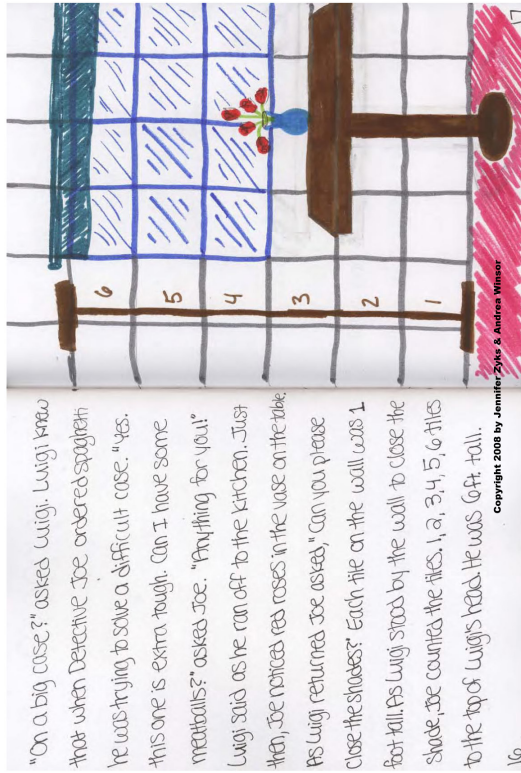 "On a big case?" asked Luigi. Luigi knew
that when Detective Joe ordered spaghetti
he was trying to solve a difficult case. "Yes.
this one is extra tough. Can I have some
meatballs?" asked Joe. "Anything for you!"
Luigi said as he ran off to the kitchen. Just
then, Joe noticed red roses in the vase on the table.
As Luigi returned Joe asked, "Can you please
close the shades?" Each tile on the wall was 1
foot tall. As Luigi stood by the wall to close the
shade, Joe counted the tiles. 1, 2, 3, 4, 5, 6 tiles
to the top of Luigi's head. He was 6 ft. tall.
16
6
5
4
3
2
1
17
Copyright 2008 by Jennifer Zyks & Andrea Winsor